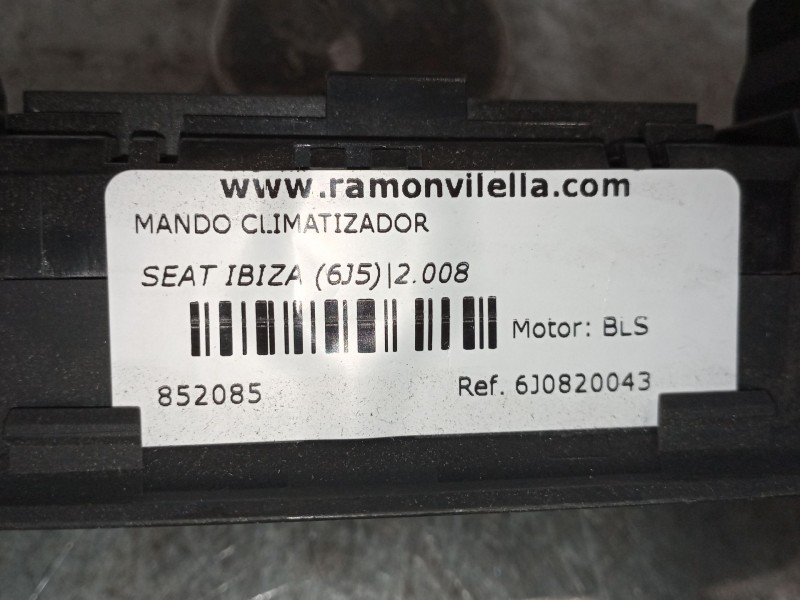 www.ramonvilella.com
MANDO CLIMATIZADOR
SEAT IBIZA (6J5)|2.008
Motor: BLS
852085 Ref. 6J0820043